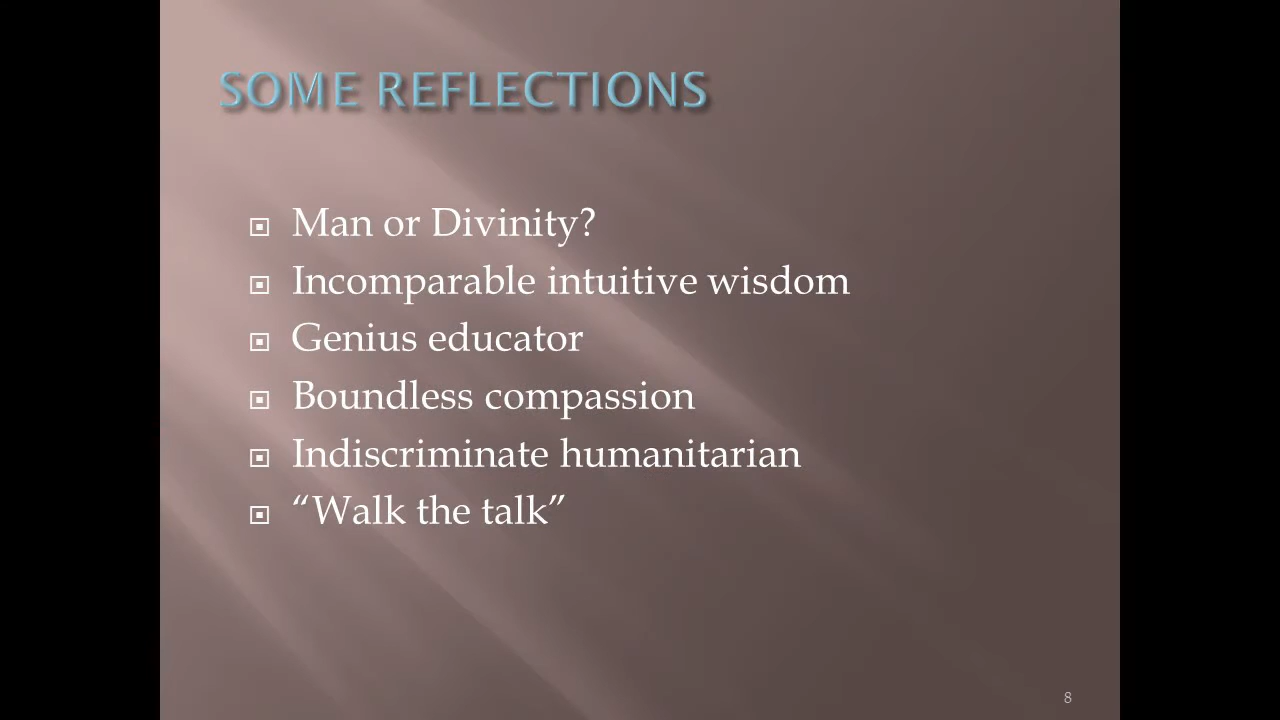 SOME REFLECTIONS
Man or Divinity?
Incomparable intuitive wisdom
Genius educator
Boundless compassion
Indiscriminate humanitarian
“Walk the talk”
8